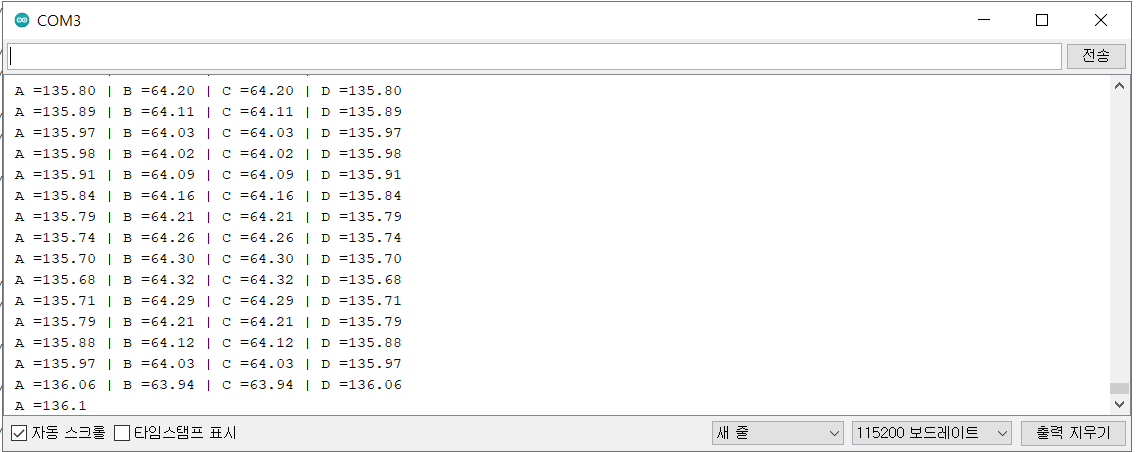 COM3
전송
A =135.80 | B =64.20 | C =64.20 | D =135.80
A =135.89 | B =64.11 | C =64.11 | D =135.89
A =135.97 | B =64.03 | C =64.03 | D =135.97
A =135.98 | B =64.02 | C =64.02 | D =135.98
A =135.91 | B =64.09 | C =64.09 | D =135.91
A =135.84 | B =64.16 | C =64.16 | D =135.84
A =135.79 | B =64.21 | C =64.21 | D =135.79
A =135.74 | B =64.26 | C =64.26 | D =135.74
A =135.70 | B =64.30 | C =64.30 | D =135.70
A =135.68 | B =64.32 | C =64.32 | D =135.68
A =135.71 | B =64.29 | C =64.29 | D =135.71
A =135.79 | B =64.21 | C =64.21 | D =135.79
A =135.88 | B =64.12 | C =64.12 | D =135.88
A =135.97 | B =64.03 | C =64.03 | D =135.97
A =136.06 | B =63.94 | C =63.94 | D =136.06
A =136.1
자동 스크롤 타임스탬프 표시 새 줄 115200 보드레이트 출력 지우기